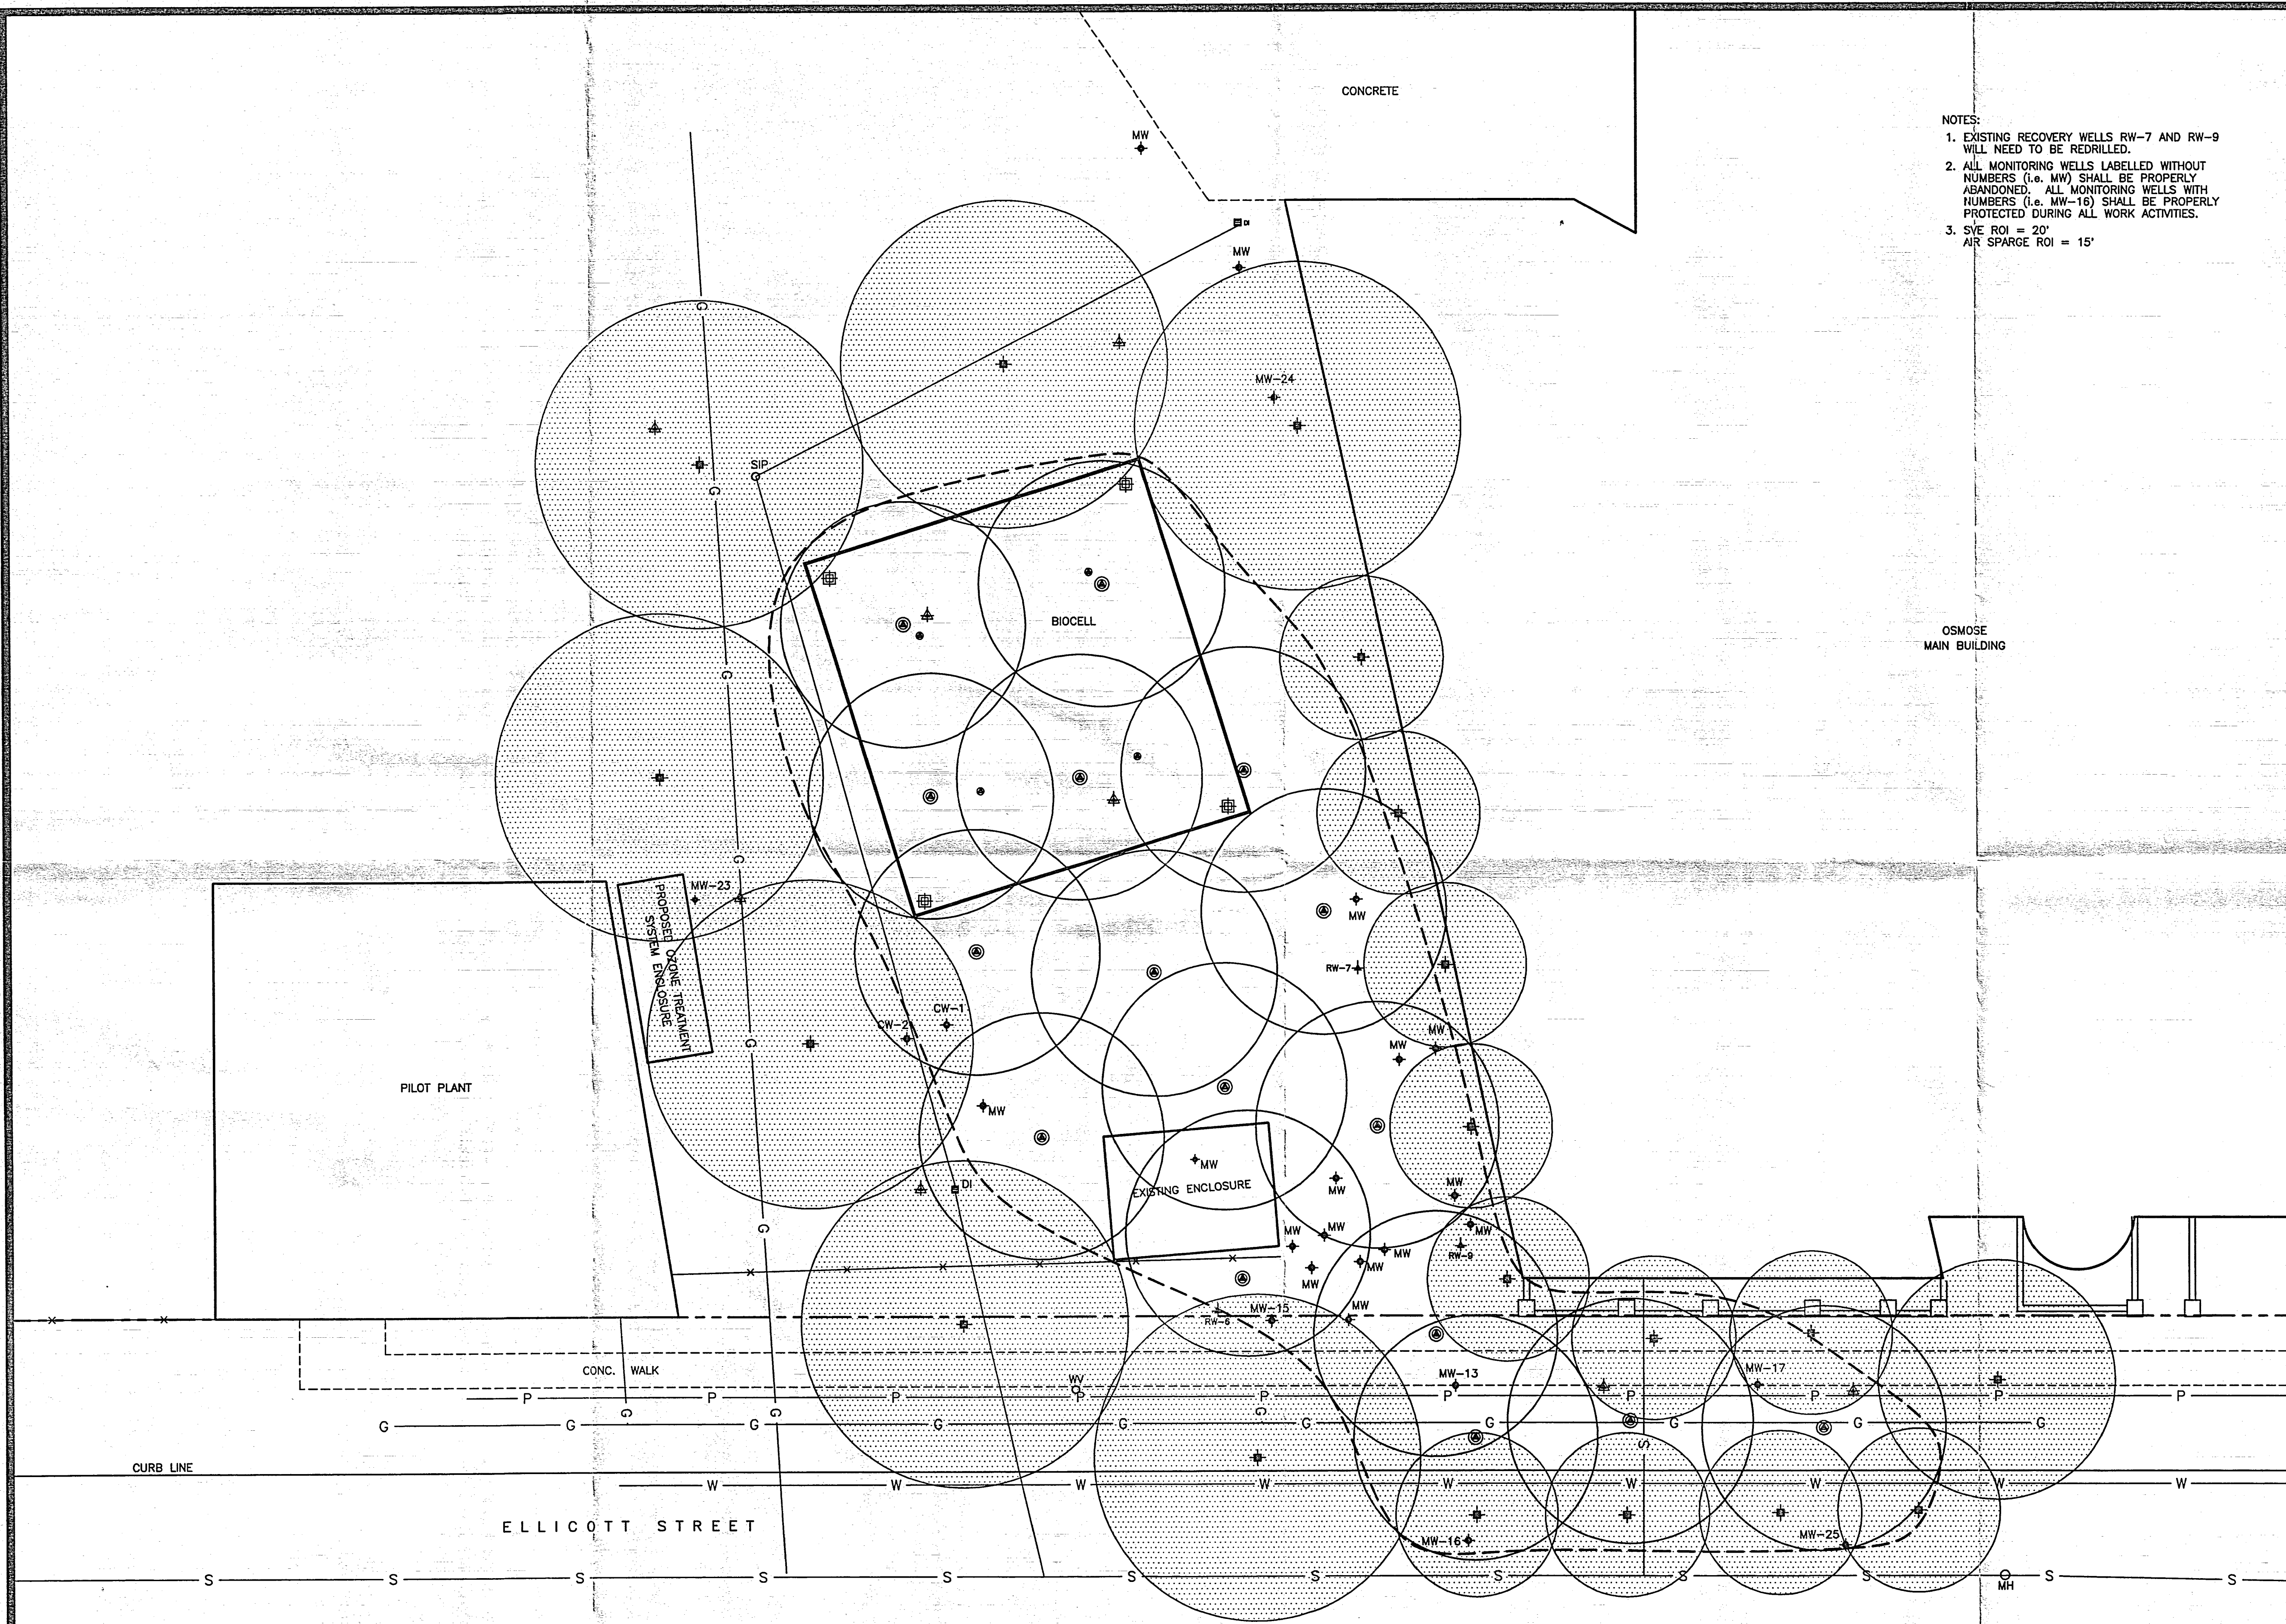 CONCRETE
MW
NOTES:
1. EXISTING RECOVERY WELLS RW-7 AND RW-9
WILL NEED TO BE REDRILLED.
2. ALL MONITORING WELLS LABELLED WITHOUT
NUMBERS (i.e. MW) SHALL BE PROPERLY
ABANDONED. ALL MONITORING WELLS WITH
NUMBERS (i.e. MW-16) SHALL BE PROPERLY
PROTECTED DURING ALL WORK ACTIVITIES.
3. SVE ROI = 20'
AIR SPARGE ROI = 15'
DI
MW
G
MW-24
SIP
G
BIOCELL
OSMOSE
MAIN BUILDING
G
G
MW-23
PROPOSED OZONE TREATMENT
SYSTEM ENCLOSURE
MW
RW-7
CW-1
CW-2
G
MW
MW
PILOT PLANT
MW
MW
EXISTING ENCLOSURE
DI
MW
MW
G
MW
MW
MW
MW
RW-9
MW
MW
MW-15
MW
RW-6
CONC. WALK
WV
MW-13
MW-17
P P P P P P P P P P
G G G
G G G G G G G G G G
S
CURB LINE
W W W W W W W W W
ELLICOTT STREET
MW-16
MW-25
S S S S S S S S S S S S
MH